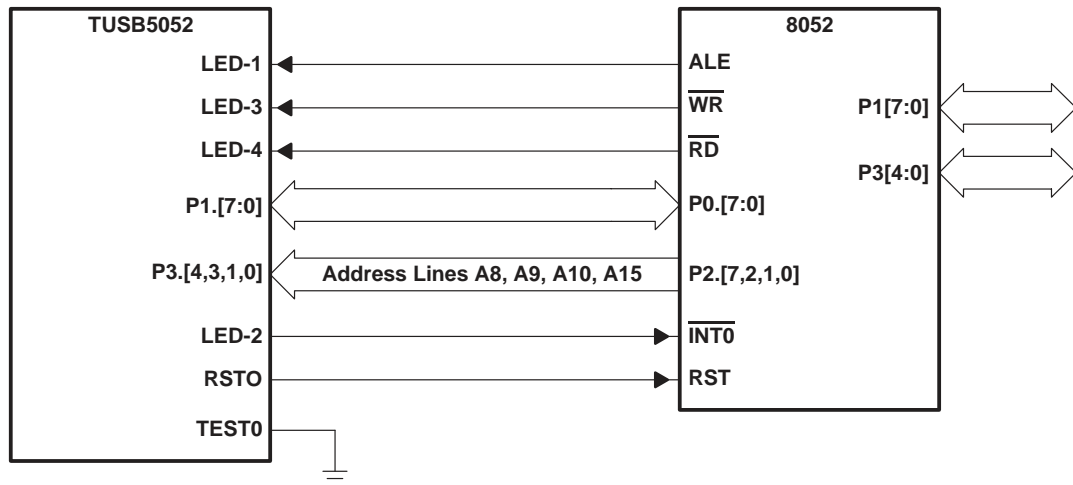 TUSB5052
8052
LED-1
ALE
LED-3
WR
P1[7:0]
LED-4
RD
P3[4:0]
P1.[7:0]
P0.[7:0]
P3.[4,3,1,0]
Address Lines A8, A9, A10, A15
P2.[7,2,1,0]
LED-2
INT0
RSTO
RST
TEST0